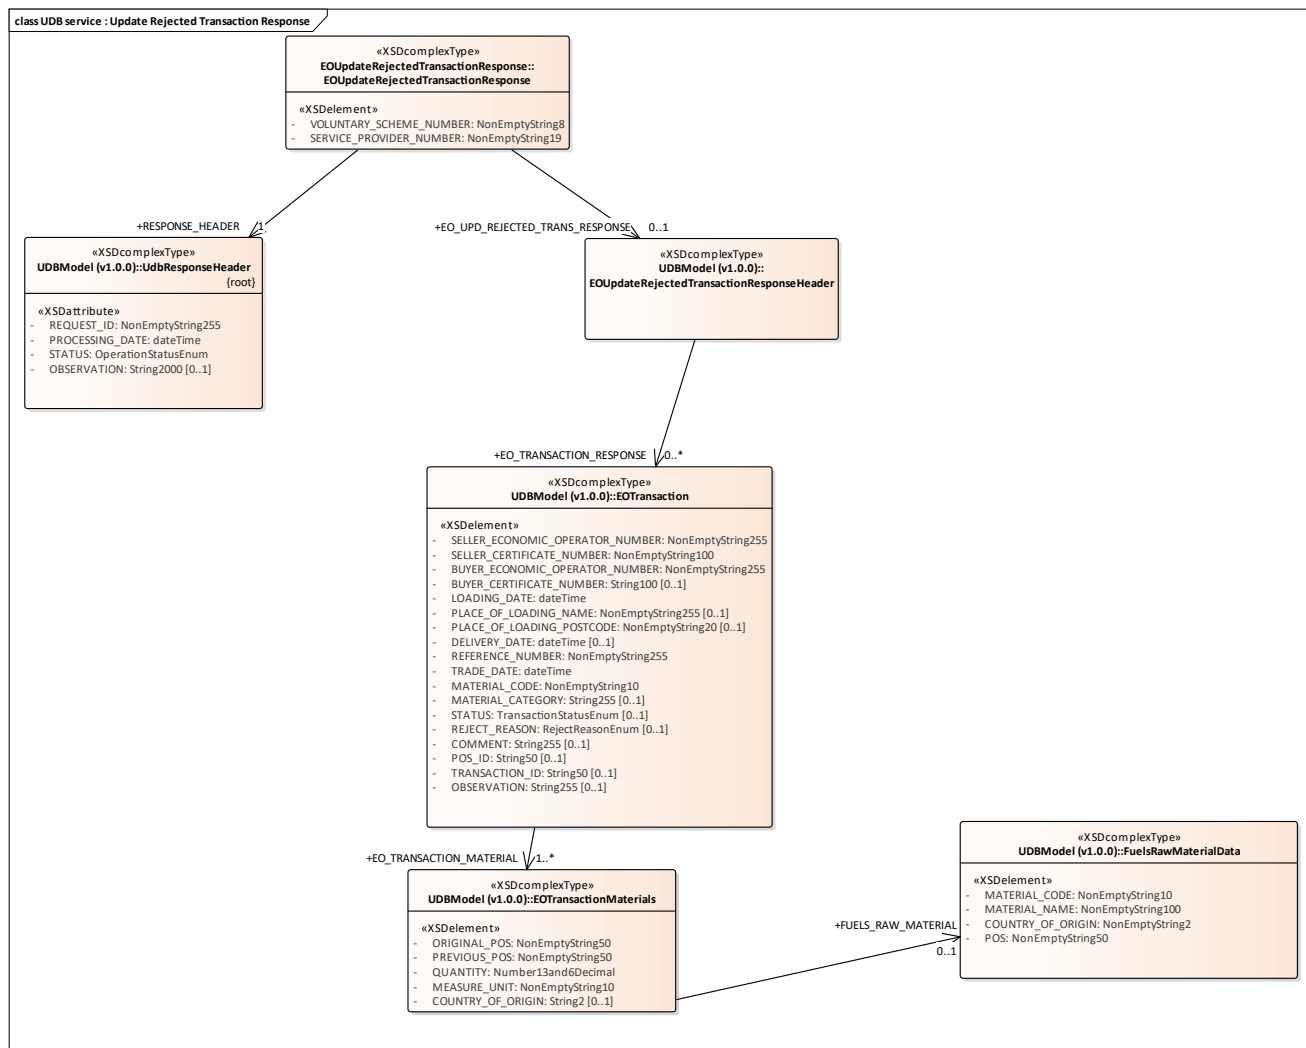 class UDB service : Update Rejected Transaction Response
«XSDcomplexType»
EOUpdateRejectedTransactionResponse::
EOUpdateRejectedTransactionResponse
«XSDelement»
- VOLUNTARY_SCHEME_NUMBER: NonEmptyString8
- SERVICE_PROVIDER_NUMBER: NonEmptyString19
+RESPONSE_HEADER 1
+EO_UPD_REJECTED_TRANS_RESPONSE 0..1
«XSDcomplexType»
UDBModel (v1.0.0)::UdbResponseHeader
{root}
«XSDattribute»
- REQUEST_ID: NonEmptyString255
- PROCESSING_DATE: dateTime
- STATUS: OperationStatusEnum
- OBSERVATION: String2000 [0..1]
«XSDcomplexType»
UDBModel (v1.0.0)::
EOUpdateRejectedTransactionResponseHeader
+EO_TRANSACTION_RESPONSE 0..*
«XSDcomplexType»
UDBModel (v1.0.0)::EOTransaction
«XSDelement»
- SELLER_ECONOMIC_OPERATOR_NUMBER: NonEmptyString255
- SELLER_CERTIFICATE_NUMBER: NonEmptyString100
- BUYER_ECONOMIC_OPERATOR_NUMBER: NonEmptyString255
- BUYER_CERTIFICATE_NUMBER: String100 [0..1]
- LOADING_DATE: dateTime
- PLACE_OF_LOADING_NAME: NonEmptyString255 [0..1]
- PLACE_OF_LOADING_POSTCODE: NonEmptyString20 [0..1]
- DELIVERY_DATE: dateTime [0..1]
- REFERENCE_NUMBER: NonEmptyString255
- TRADE_DATE: dateTime
- MATERIAL_CODE: NonEmptyString10
- MATERIAL_CATEGORY: String255 [0..1]
- STATUS: TransactionStatusEnum [0..1]
- REJECT_REASON: RejectReasonEnum [0..1]
- COMMENT: String255 [0..1]
- POS_ID: String50 [0..1]
- TRANSACTION_ID: String50 [0..1]
- OBSERVATION: String255 [0..1]
+EO_TRANSACTION_MATERIAL 1..*
«XSDcomplexType»
UDBModel (v1.0.0)::EOTransactionMaterials
«XSDelement»
- ORIGINAL_POS: NonEmptyString50
- PREVIOUS_POS: NonEmptyString50
- QUANTITY: Number13and6Decimal
- MEASURE_UNIT: NonEmptyString10
- COUNTRY_OF_ORIGIN: String2 [0..1]
+FUELS_RAW_MATERIAL
0..1
«XSDcomplexType»
UDBModel (v1.0.0)::FuelsRawMaterialData
«XSDelement»
- MATERIAL_CODE: NonEmptyString10
- MATERIAL_NAME: NonEmptyString100
- COUNTRY_OF_ORIGIN: NonEmptyString2
- POS: NonEmptyString50